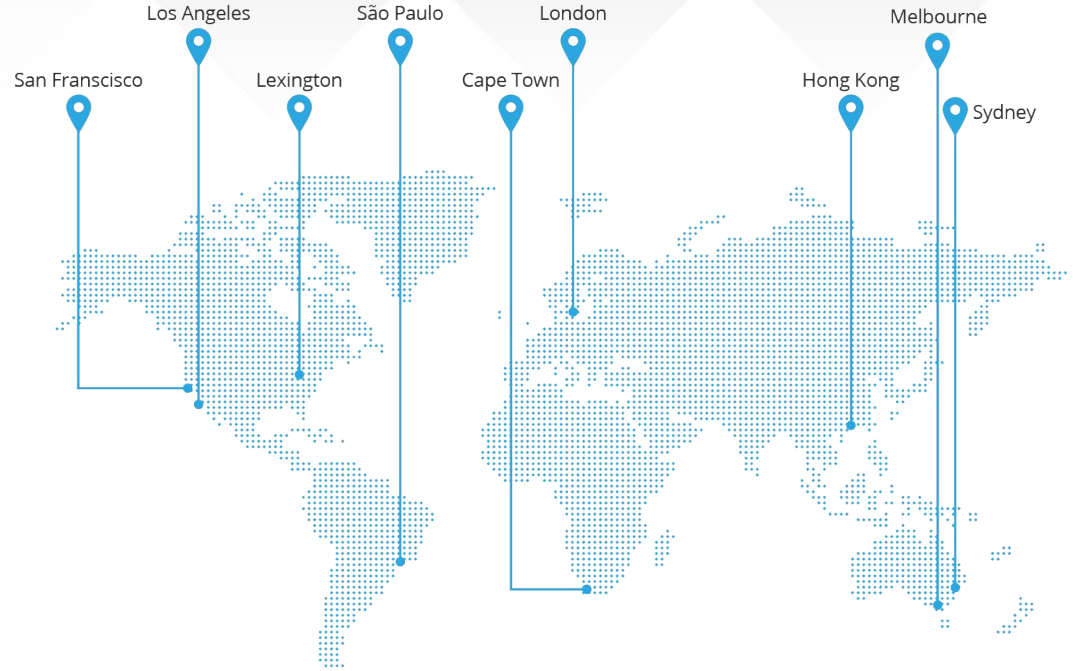 Los Angeles
São Paulo
London
Melbourne
San Franscisco
Lexington
Cape Town
Hong Kong
Sydney